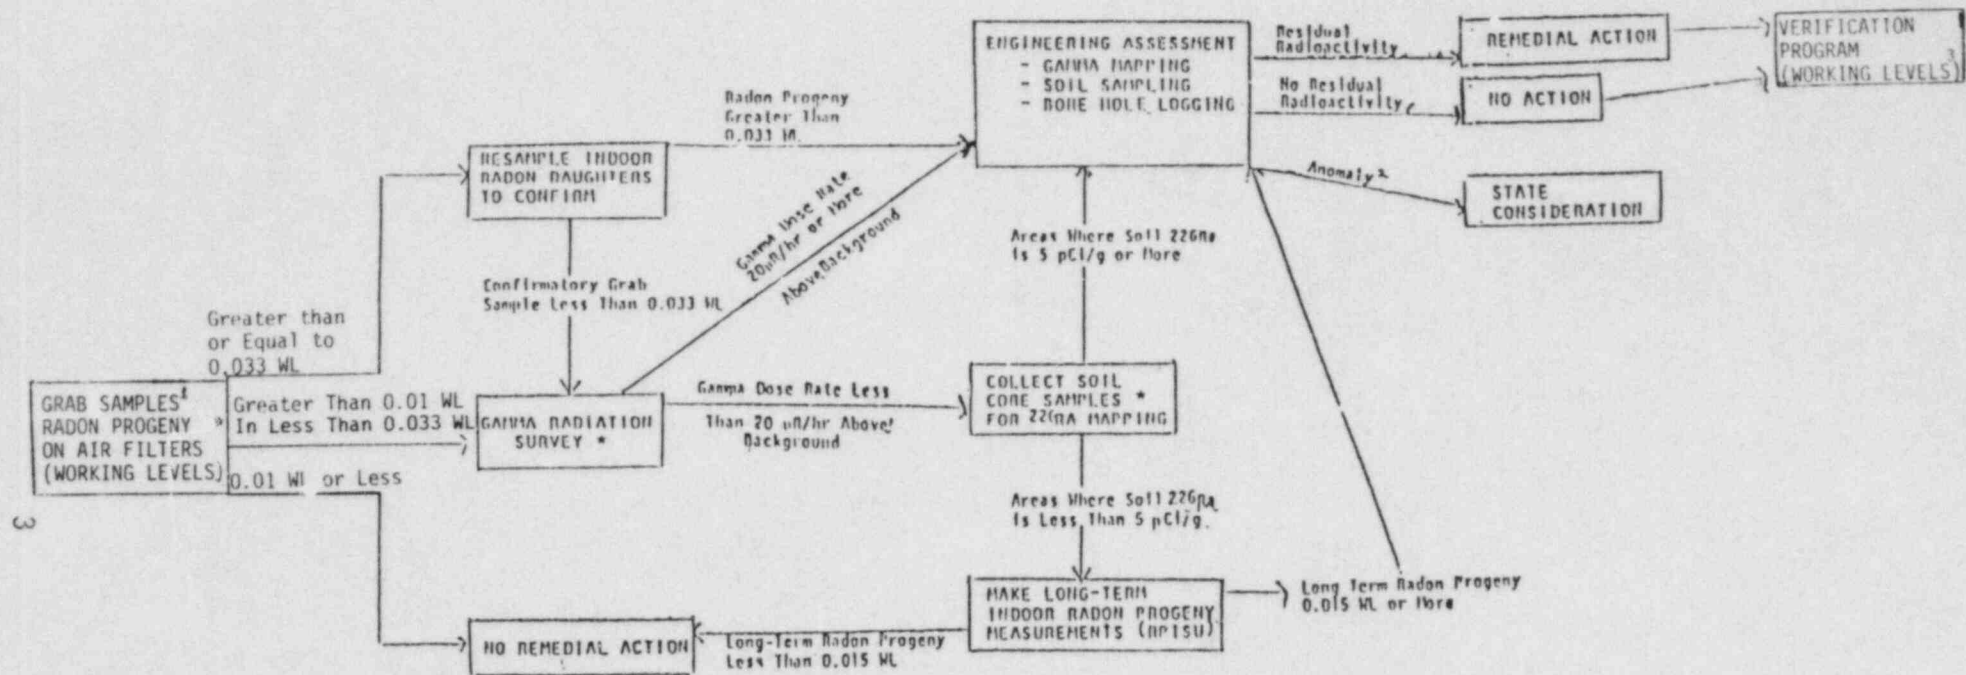 ENGINEERING ASSESSMENT
- GAMMA MAPPING
- SOIL SAMPLING
- BORE HOLE LOGGING
Residual
Radioactivity
No Residual
Radioactivity
REMEDIAL ACTION
NO ACTION
VERIFICATION
PROGRAM
(WORKING LEVELS)3
Anomaly2
STATE
CONSIDERATION
Radon Progeny
Greater Than
0.033 WL
RESAMPLE INDOOR
RADON DAUGHTERS
TO CONFIRM
Gamma Dose Rate
20µR/hr or More
Above Background
Areas Where Soil 226Ra
Is 5 pCi/g or More
Confirmatory Grab
Sample Less Than 0.033 WL
Greater than
or Equal to
0.033 WL
GRAB SAMPLES1
RADON PROGENY *
ON AIR FILTERS
(WORKING LEVELS)
Greater Than 0.01 WL
In Less Than 0.033 WL
0.01 WL or Less
GAMMA RADIATION
SURVEY *
Gamma Dose Rate Less
Than 20 µR/hr Above
Background
COLLECT SOIL
CORE SAMPLES *
FOR 226RA MAPPING
Areas Where Soil 226Ra
Is Less Than 5 pCi/g.
3
MAKE LONG-TERM
INDOOR RADON PROGENY
MEASUREMENTS (RPISU)
Long Term Radon Progeny
0.015 WL or More
NO REMEDIAL ACTION
Long-Term Radon Progeny
Less Than 0.015 WL